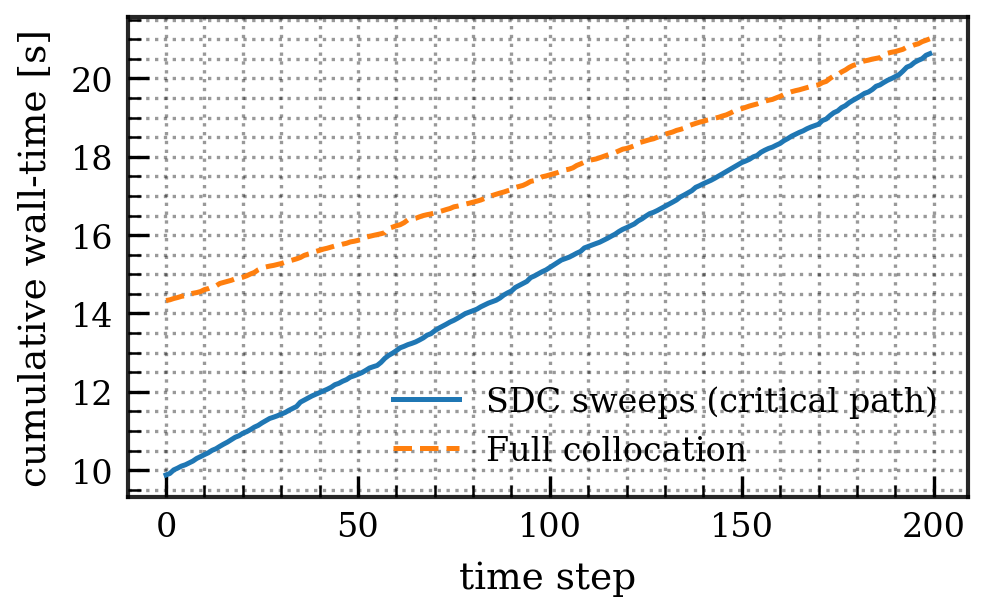 cumulative wall-time [s]
20
18
16
14
12
10
SDC sweeps (critical path)
Full collocation
0 50 100 150 200
time step